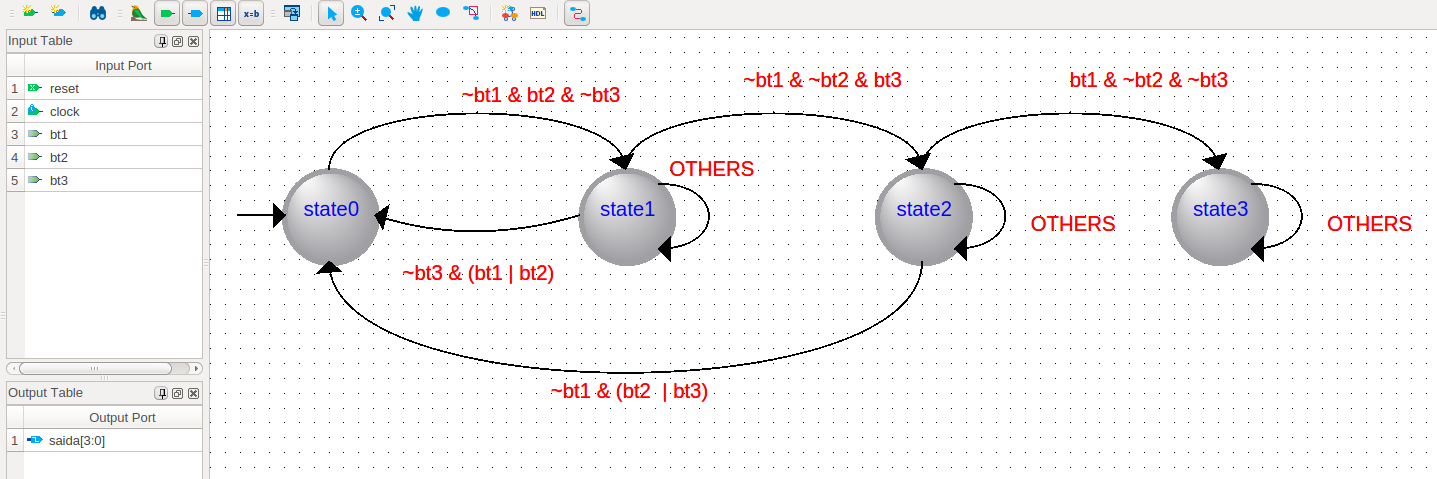 x=b
HDL
Input Table
Input Port
1 reset
2 clock
3 bt1
4 bt2
5 bt3
Output Table
Output Port
1 saida[3:0]
~bt1 & bt2 & ~bt3
~bt1 & ~bt2 & bt3
bt1 & ~bt2 & ~bt3
OTHERS
state0
state1
state2
state3
OTHERS
OTHERS
~bt3 & (bt1 | bt2)
~bt1 & (bt2 | bt3)